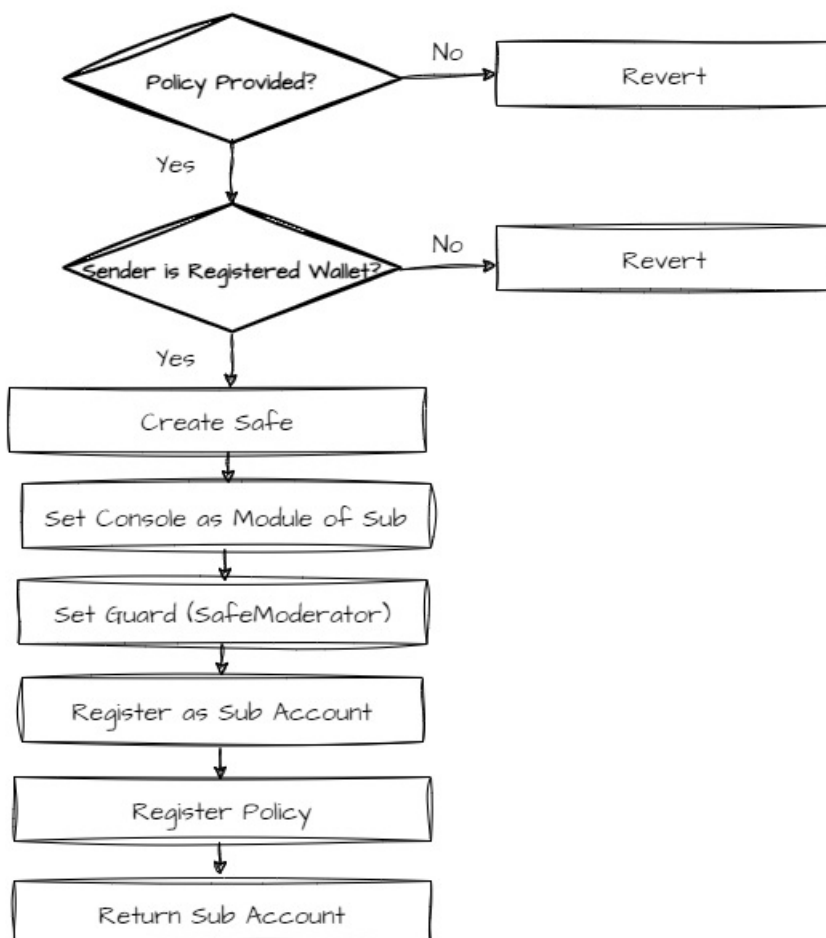 Policy Provided?
No
Revert
Yes
Sender is Registered Wallet?
No
Revert
Yes
Create Safe
Set Console as Module of Sub
Set Guard (SafeModerator)
Register as Sub Account
Register Policy
Return Sub Account